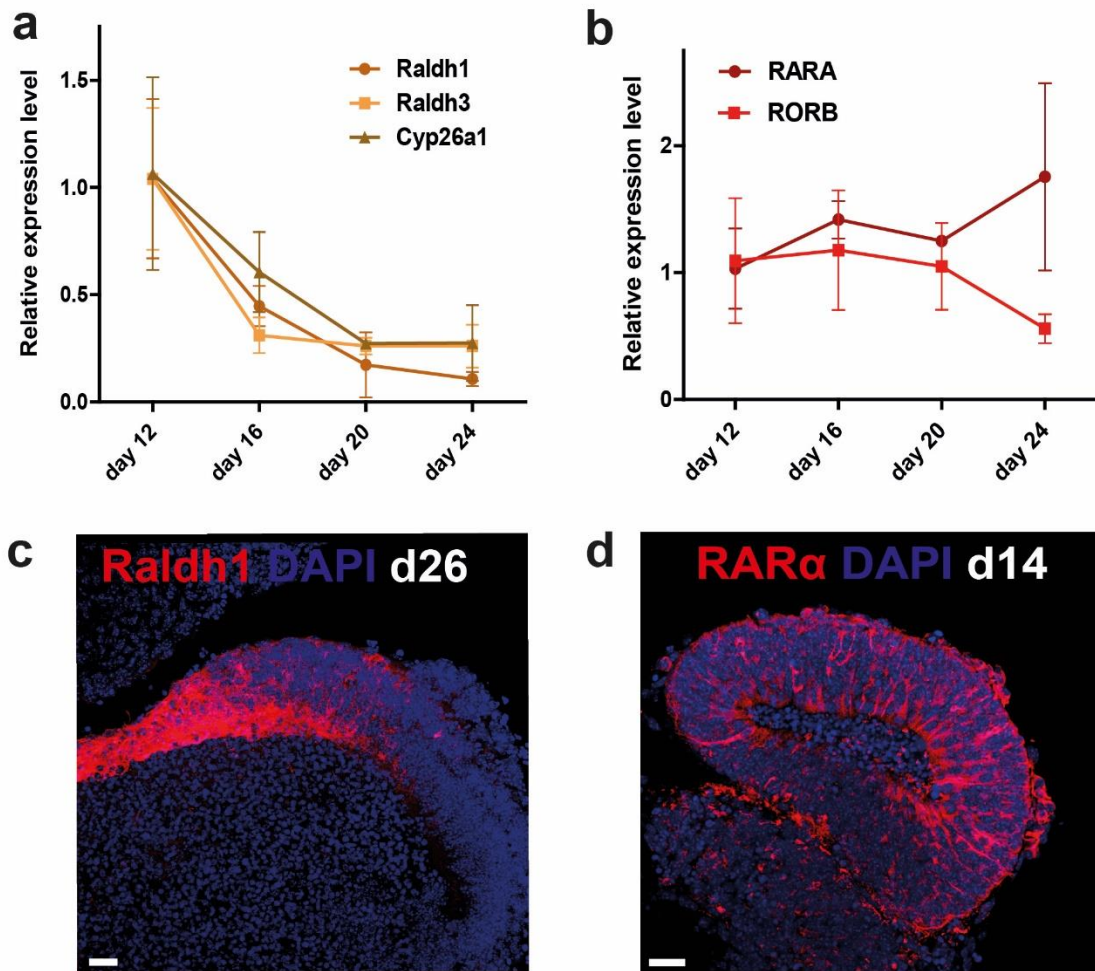 a
Relative expression level
1.5
1.0
0.5
0.0
Raldh1
Raldh3
Cyp26a1
day 12
day 16
day 20
day 24
b
Relative expression level
2
1
0
RARA
RORB
day 12
day 16
day 20
day 24
c
Raldh1 DAPI d26
d
RARα DAPI d14